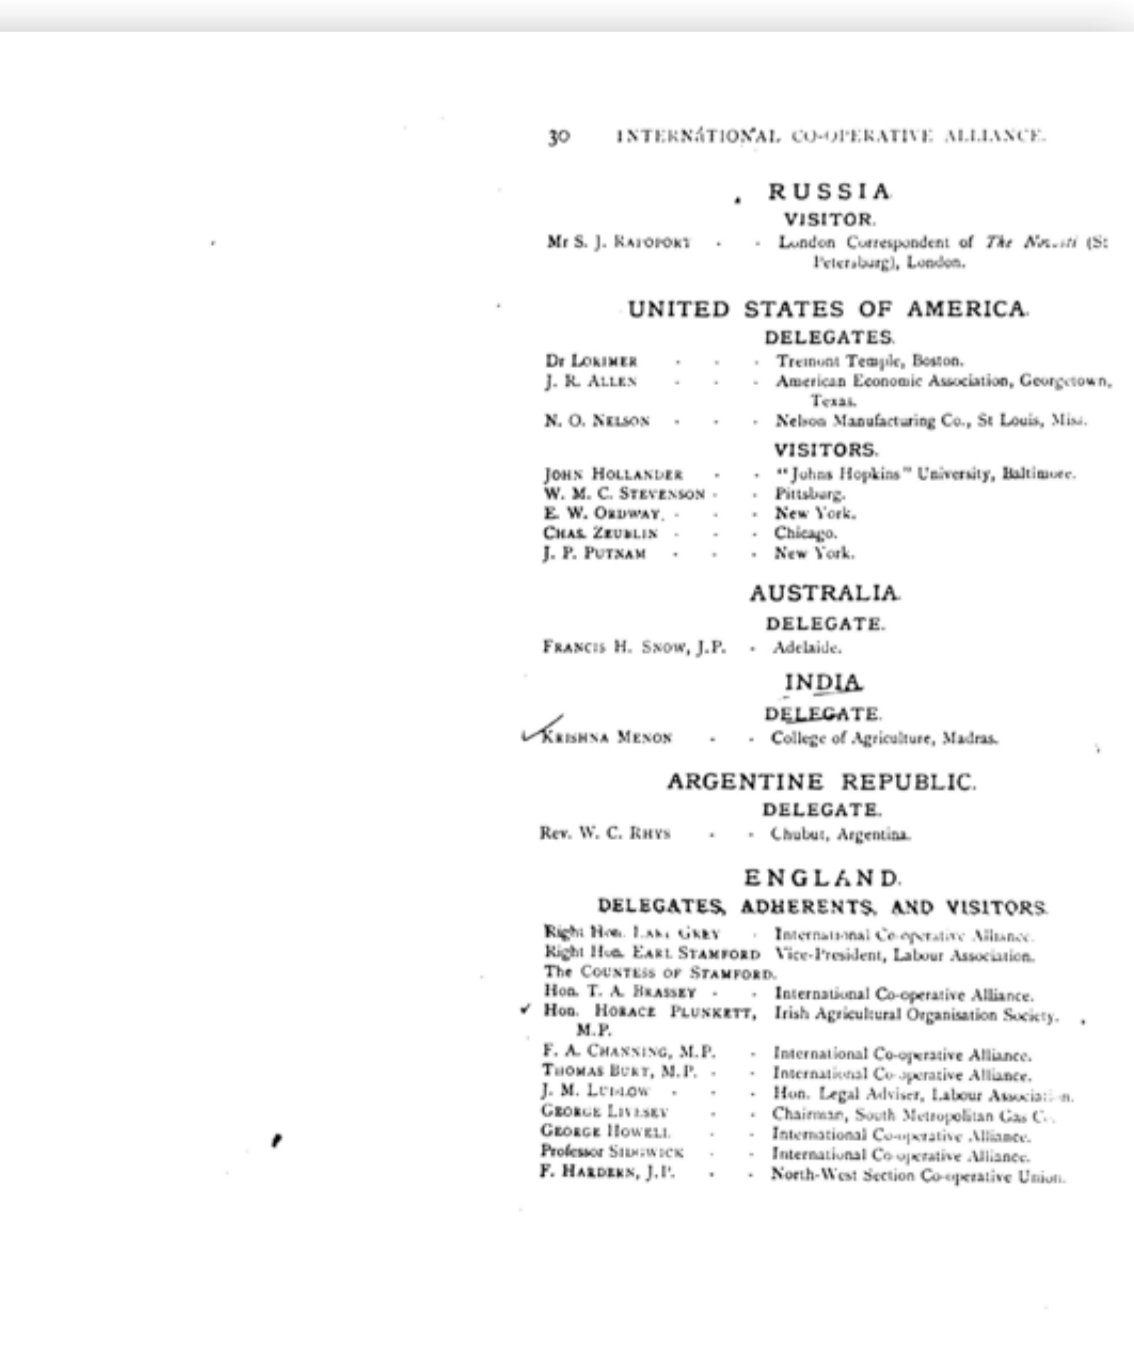 30 INTERNATIONAL CO-OPERATIVE ALLIANCE.
RUSSIA.
VISITOR.
Mr S. J. RAPOPORT - - London Correspondent of The Novosti (St
Petersburg), London.
UNITED STATES OF AMERICA.
DELEGATES.
Dr LORIMER - - - Tremont Temple, Boston.
J. R. ALLEN - - - American Economic Association, Georgetown,
Texas.
N. O. NELSON - - - Nelson Manufacturing Co., St Louis, Miss.
VISITORS.
JOHN HOLLANDER - - "Johns Hopkins" University, Baltimore.
W. M. C. STEVENSON - - Pittsburg.
E. W. ORDWAY - - - New York.
CHAS. ZEUBLIN - - - Chicago.
J. P. PUTNAM - - - New York.
AUSTRALIA.
DELEGATE.
FRANCIS H. SNOW, J.P. - Adelaide.
INDIA
DELEGATE.
KRISHNA MENON - - College of Agriculture, Madras.
ARGENTINE REPUBLIC.
DELEGATE.
Rev. W. C. RHYS - - Chubut, Argentina.
ENGLAND.
DELEGATES, ADHERENTS, AND VISITORS.
Right Hon. EARL GREY - International Co-operative Alliance.
Right Hon. EARL STAMFORD Vice-President, Labour Association.
The COUNTESS OF STAMFORD.
Hon. T. A. BRASSEY - - International Co-operative Alliance.
Hon. HORACE PLUNKETT, Irish Agricultural Organisation Society.
M.P.
F. A. CHANNING, M.P. - International Co-operative Alliance.
THOMAS BURT, M.P. - - International Co-operative Alliance.
J. M. LUDLOW - - - Hon. Legal Adviser, Labour Association.
GEORGE LIVESEY - - Chairman, South Metropolitan Gas Co.
GEORGE HOWELL - - International Co-operative Alliance.
Professor SIDGWICK - - International Co-operative Alliance.
F. HARDERN, J.P. - - North-West Section Co-operative Union.